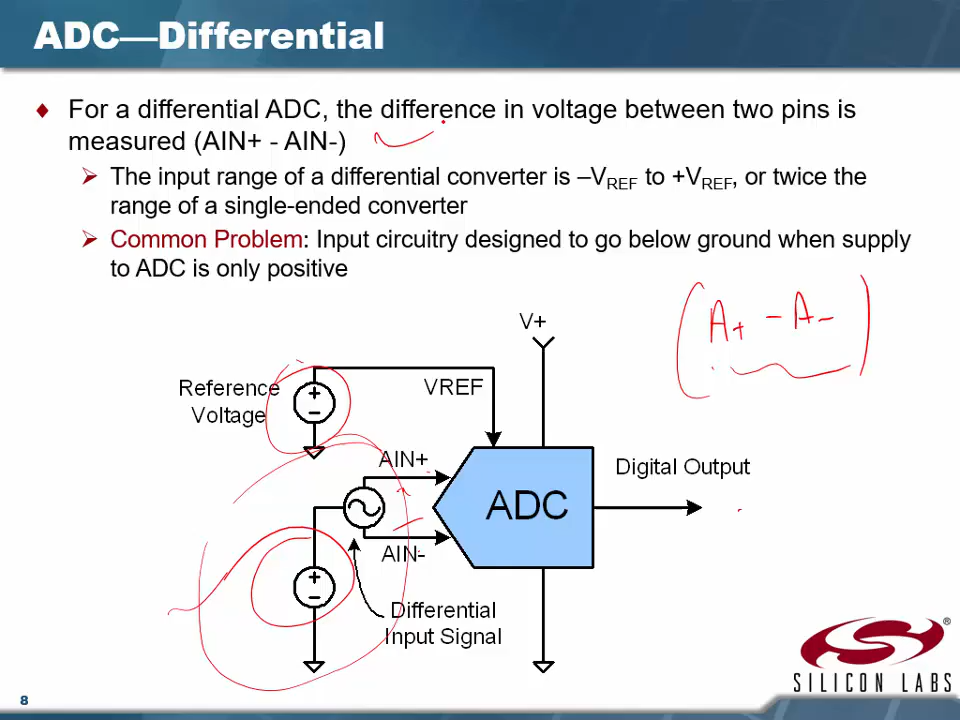 ADC—Differential
♦ For a differential ADC, the difference in voltage between two pins is
measured (AIN+ - AIN-)
➢ The input range of a differential converter is –VREF to +VREF, or twice the
range of a single-ended converter
➢ Common Problem: Input circuitry designed to go below ground when supply
to ADC is only positive
(A+ - A-)
V+
Reference
Voltage
VREF
AIN+
ADC
Digital Output
AIN-
Differential
Input Signal
SILICON LABS
®
8